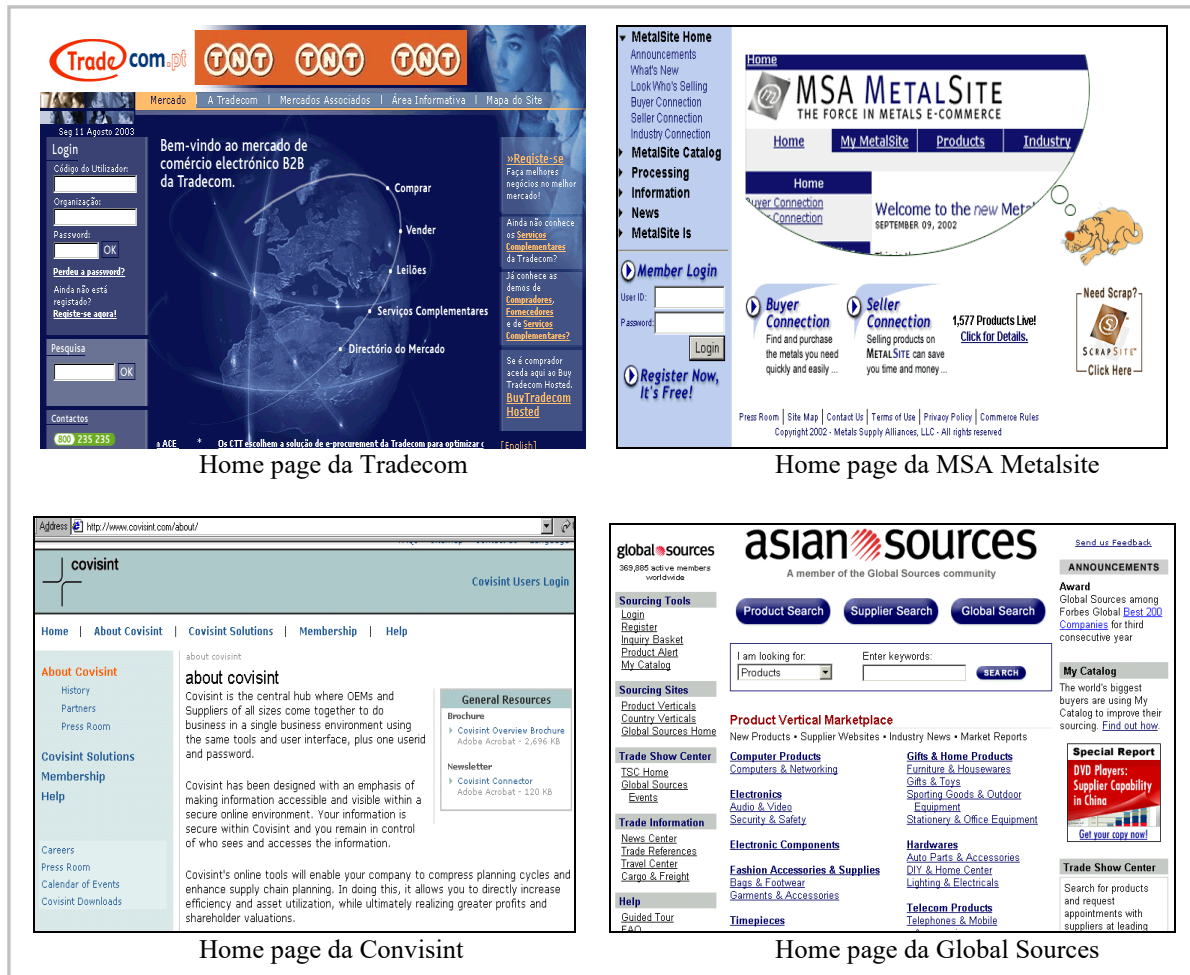 Trade com.pt
TNT TNT TNT
Mercado | A Tradecom | Mercados Associados | Área Informativa | Mapa do Site
Seg 11 Agosto 2003
Login
Código do Utilizador:
Organização:
Password:
OK
Perdeu a password?
Ainda não está
registado?
Registe-se agora!
Pesquisa
OK
Contactos
800 235 235
Bem-vindo ao mercado de
comércio electrónico B2B
da Tradecom.
Comprar
Vender
Leilões
Serviços Complementares
Directório do Mercado
»Registe-se
Faça melhores
negócios no melhor
mercado!
Ainda não conhece
os Serviços
Complementares
da Tradecom?
Já conhece as
demos de
Compradores,
Fornecedores
e de Serviços
Complementares?
Se é comprador
aceda aqui ao Buy
Tradecom Hosted.
BuyTradecom
Hosted
a ACE * Os CTT escolhem a solução de e-procurement da Tradecom para optimizar c
[English]
Home page da Tradecom
MetalSite Home
Announcements
What's New
Look Who's Selling
Buyer Connection
Seller Connection
Industry Connection
MetalSite Catalog
Processing
Information
News
MetalSite Is
Member Login
User ID:
Password:
Login
Register Now,
It's Free!
Home
MSA METALSITE
THE FORCE IN METALS E-COMMERCE
Home My MetalSite Products Industry
Home
Buyer Connection
Connection
Welcome to the new Met
SEPTEMBER 09, 2002
Buyer
Connection
Find and purchase
the metals you need
quickly and easily ...
Seller
Connection
Selling products on
METALSITE can save
you time and money ...
1,577 Products Live!
Click for Details.
Need Scrap?
SCRAPSITE
Click Here
Press Room | Site Map | Contact Us | Terms of Use | Privacy Policy | Commerce Rules
Copyright 2002 - Metals Supply Alliances, LLC - All rights reserved
Home page da MSA Metalsite
Address http://www.covisint.com/about/
covisint
Covisint Users Login
Home | About Covisint | Covisint Solutions | Membership | Help
About Covisint
History
Partners
Press Room
Covisint Solutions
Membership
Help
Careers
Press Room
Calendar of Events
Covisint Downloads
about covisint
about covisint
Covisint is the central hub where OEMs and
Suppliers of all sizes come together to do
business in a single business environment using
the same tools and user interface, plus one userid
and password.
Covisint has been designed with an emphasis of
making information accessible and visible within a
secure online environment. Your information is
secure within Covisint and you remain in control
of who sees and accesses the information.
Covisint's online tools will enable your company to compress planning cycles and
enhance supply chain planning. In doing this, it allows you to directly increase
efficiency and asset utilization, while ultimately realizing greater profits and
shareholder valuations.
General Resources
Brochure
Covisint Overview Brochure
Adobe Acrobat - 2,696 KB
Newsletter
Covisint Connector
Adobe Acrobat - 120 KB
Home page da Convisint
global sources
369,885 active members
worldwide
Sourcing Tools
Login
Register
Inquiry Basket
Product Alert
My Catalog
Sourcing Sites
Product Verticals
Country Verticals
Global Sources Home
Trade Show Center
TSC Home
Global Sources
Events
Trade Information
News Center
Trade References
Travel Center
Cargo & Freight
Help
Guided Tour
FAQ
asian sources
A member of the Global Sources community
Product Search Supplier Search Global Search
I am looking for: Enter keywords:
Products SEARCH
Product Vertical Marketplace
New Products • Supplier Websites • Industry News • Market Reports
Computer Products
Computers & Networking
Electronics
Audio & Video
Security & Safety
Electronic Components
Fashion Accessories & Supplies
Bags & Footwear
Garments & Accessories
Timepieces
Gifts & Home Products
Furniture & Housewares
Gifts & Toys
Sporting Goods & Outdoor
Equipment
Stationery & Office Equipment
Hardwares
Auto Parts & Accessories
DIY & Home Center
Lighting & Electricals
Telecom Products
Telephones & Mobile
Send us Feedback
ANNOUNCEMENTS
Award
Global Sources among
Forbes Global Best 200
Companies for third
consecutive year
My Catalog
The world's biggest
buyers are using My
Catalog to improve their
sourcing. Find out how.
Special Report
DVD Players:
Supplier Capability
in China
Get your copy now!
Trade Show Center
Search for products
and request
appointments with
suppliers at leading
Home page da Global Sources